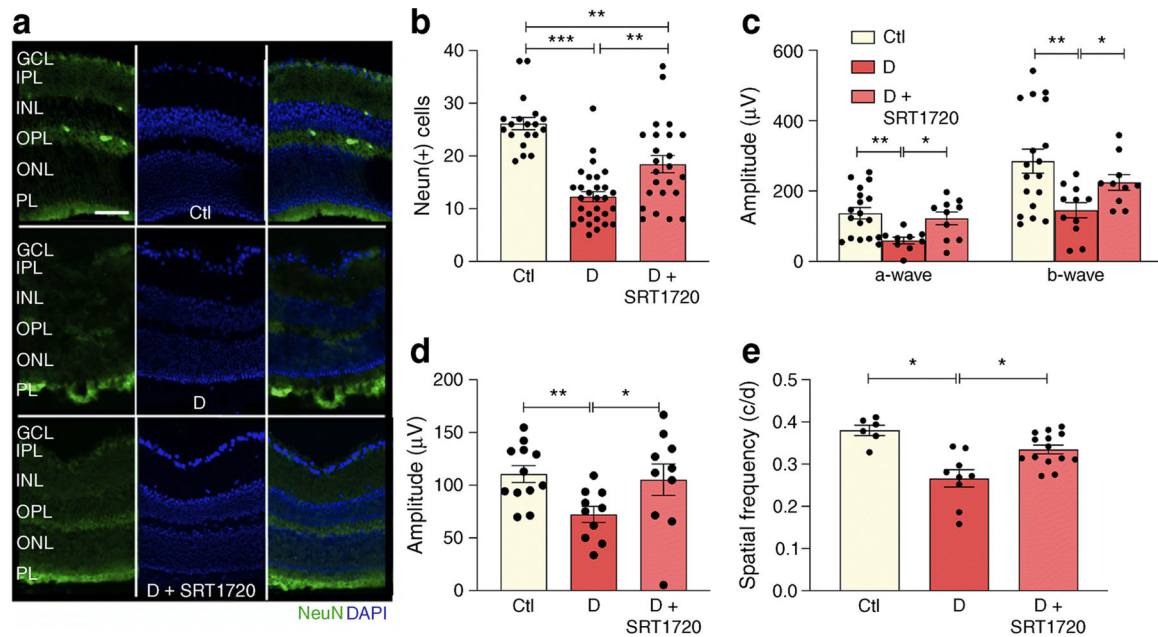 a
GCL
IPL
INL
OPL
ONL
PL
Ctl
GCL
IPL
INL
OPL
ONL
PL
D
GCL
IPL
INL
OPL
ONL
PL
D + SRT1720
NeuN DAPI
b
**
***
**
40
30
20
10
0
Neun(+) cells
Ctl
D
D +
SRT1720
c
Ctl
D
D +
SRT1720
**
*
**
*
600
400
200
0
Amplitude (μV)
a-wave
b-wave
d
**
*
200
150
100
50
0
Amplitude (μV)
Ctl
D
D +
SRT1720
e
*
*
0.5
0.4
0.3
0.2
0.1
0.0
Spatial frequency (c/d)
Ctl
D
D +
SRT1720